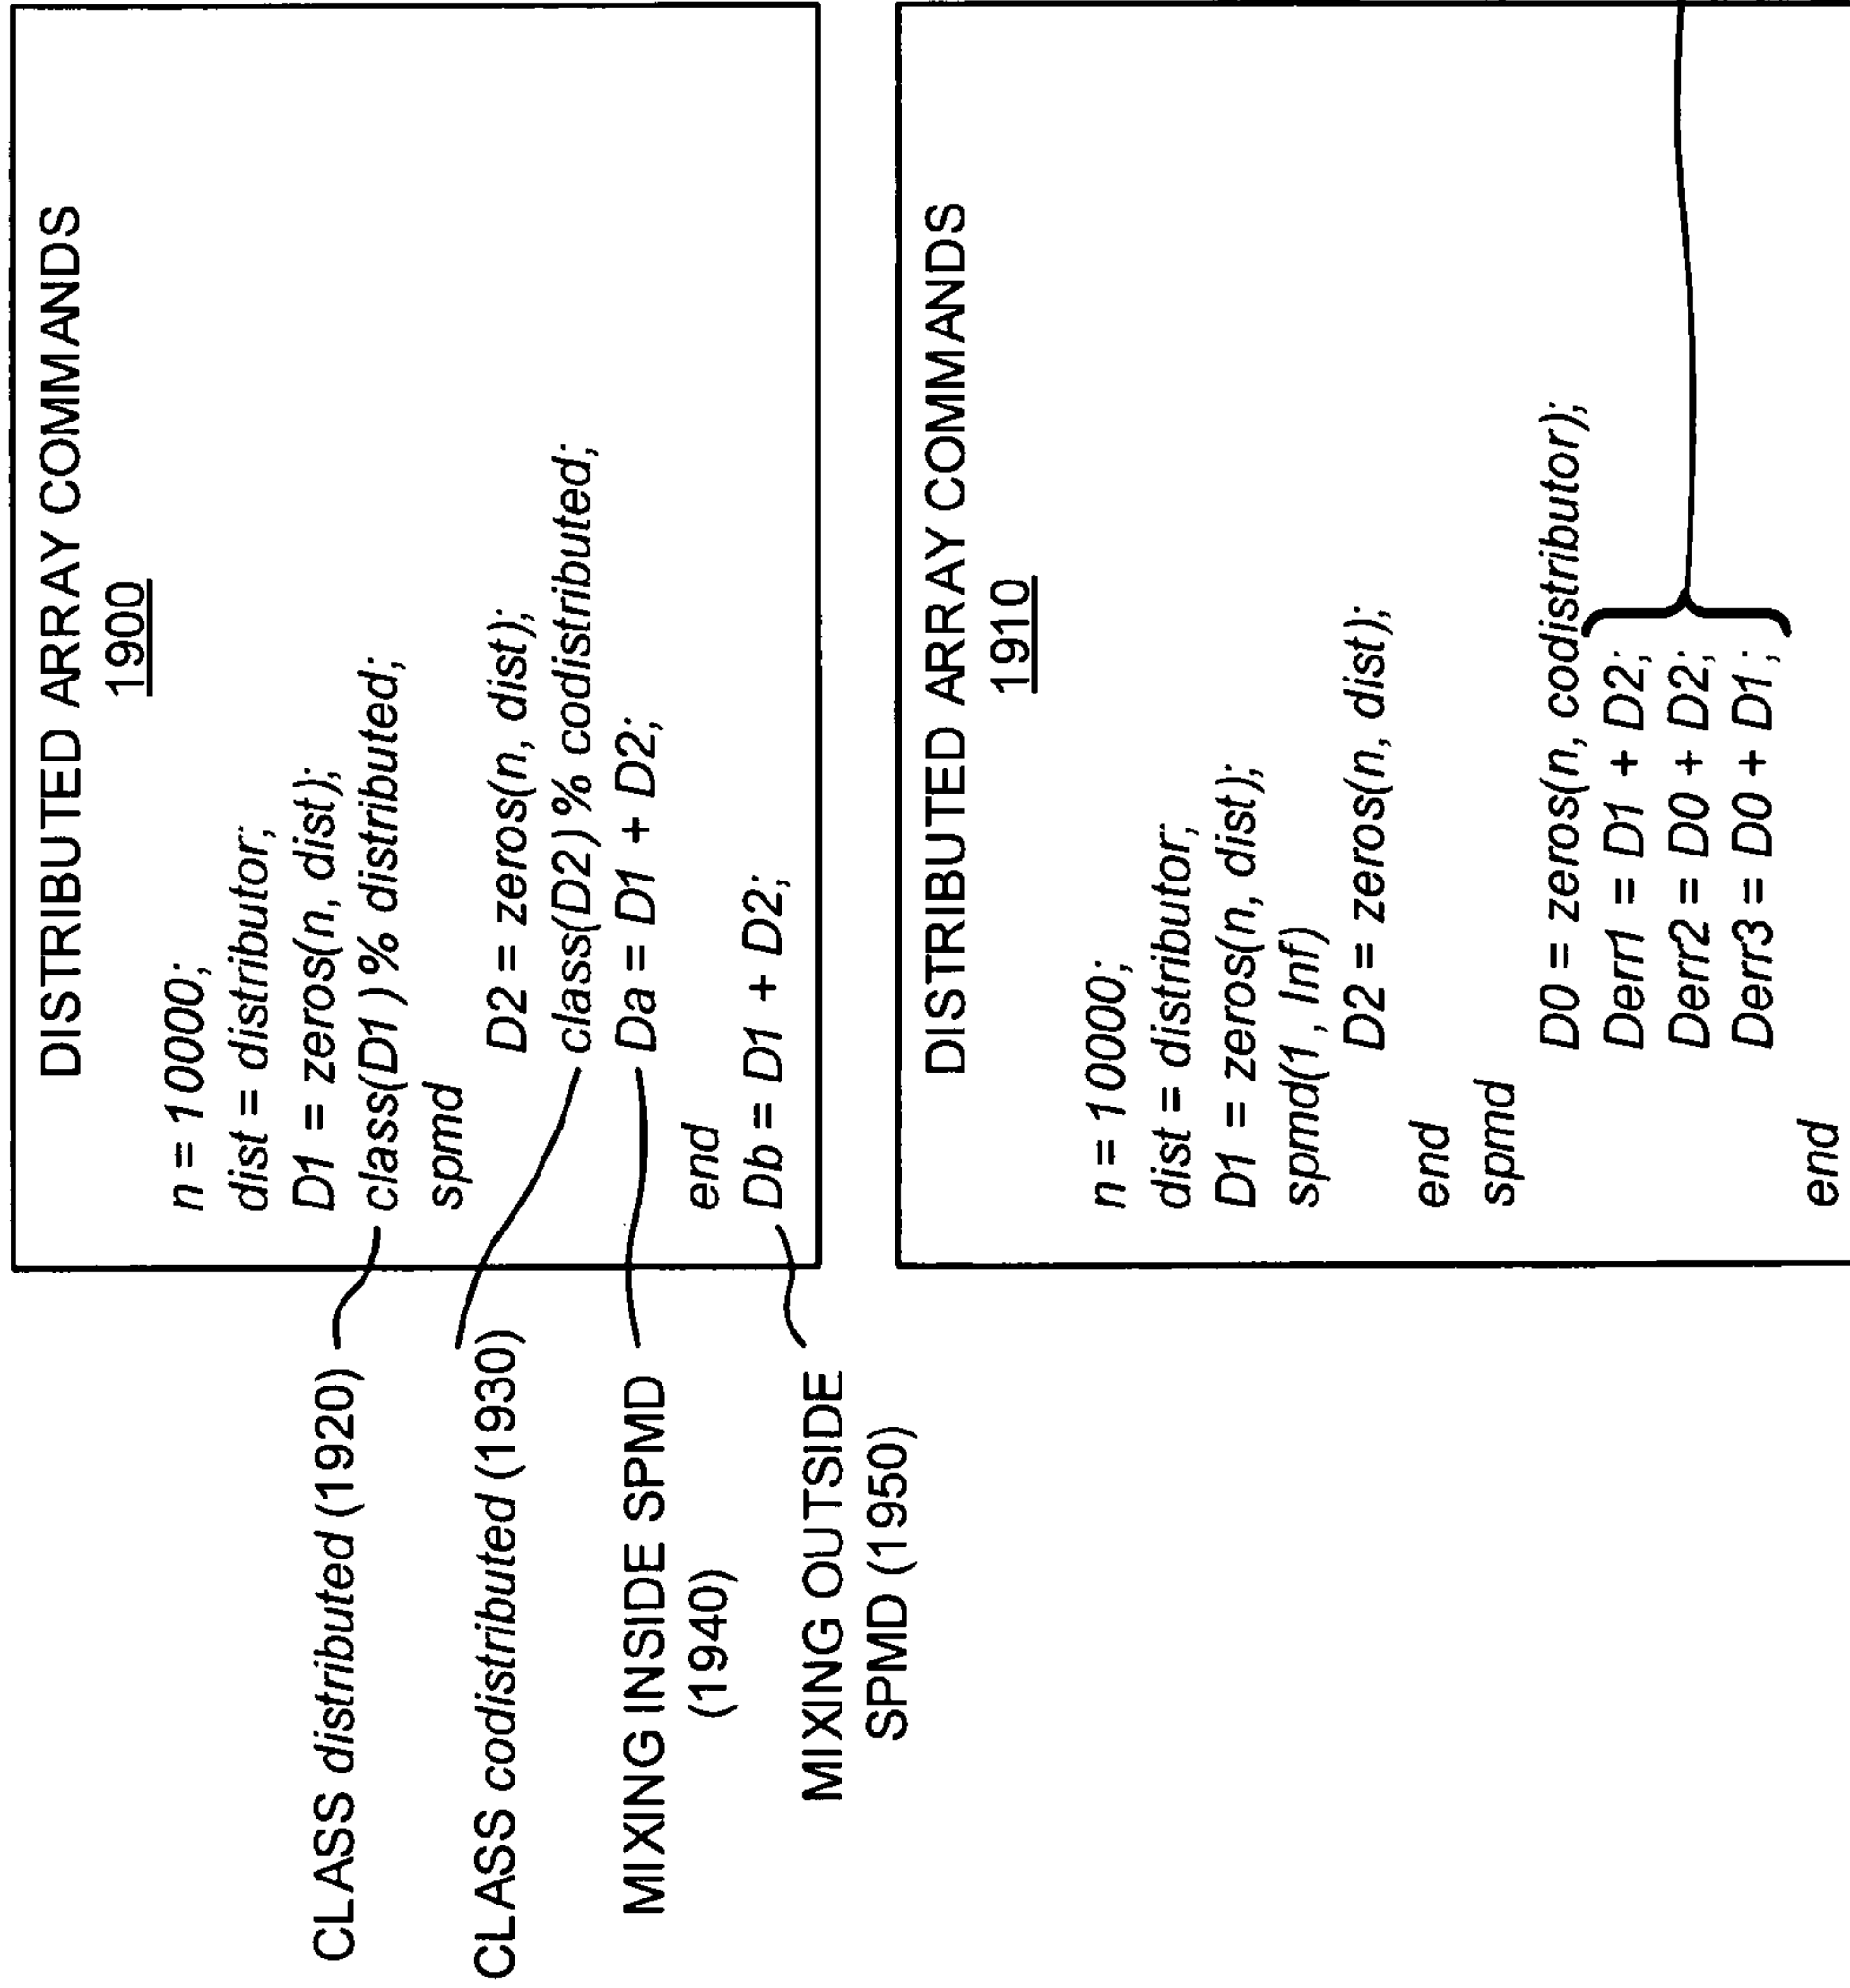 DISTRIBUTED ARRAY COMMANDS
1900
n = 10000;
dist = distributor;
D1 = zeros(n, dist);
class(D1) % distributed;
spmd
D2 = zeros(n, dist);
class(D2) % codistributed;
Da = D1 + D2;
end
Db = D1 + D2;
CLASS distributed (1920)
CLASS codistributed (1930)
MIXING INSIDE SPMD
(1940)
MIXING OUTSIDE
SPMD (1950)
DISTRIBUTED ARRAY COMMANDS
1910
n = 10000;
dist = distributor;
D1 = zeros(n, dist);
spmd(1, Inf)
D2 = zeros(n, dist);
end
spmd
D0 = zeros(n, codistributor);
Derr1 = D1 + D2;
Derr2 = D0 + D2;
Derr3 = D0 + D1;
end